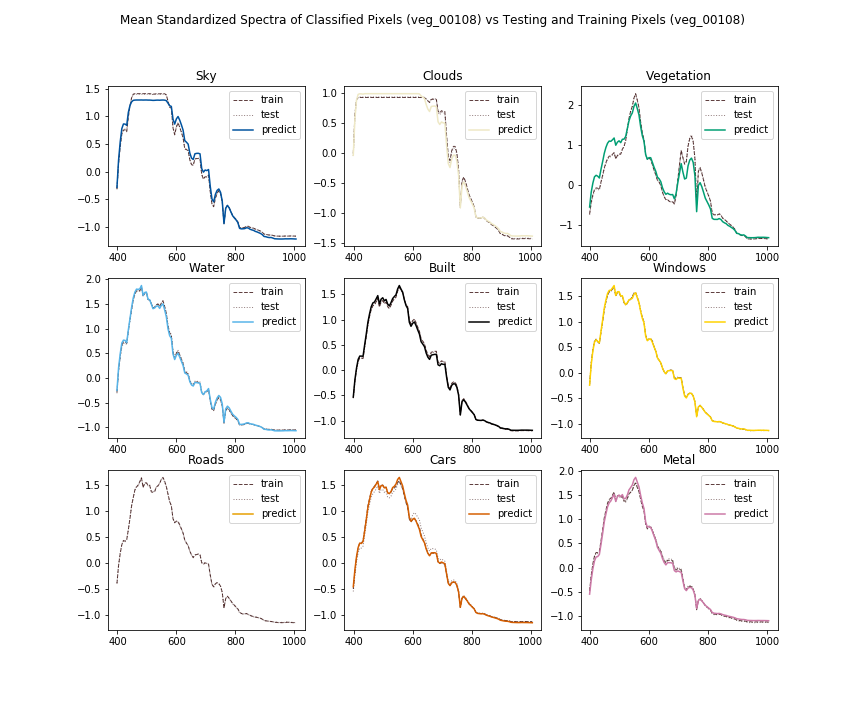 Mean Standardized Spectra of Classified Pixels (veg_00108) vs Testing and Training Pixels (veg_00108)
Sky
1.5
1.0
0.5
0.0
−0.5
−1.0
400 600 800 1000
train
test
predict
Clouds
1.0
0.5
0.0
−0.5
−1.0
−1.5
400 600 800 1000
train
test
predict
Vegetation
2
1
0
−1
400 600 800 1000
train
test
predict
Water
2.0
1.5
1.0
0.5
0.0
−0.5
−1.0
400 600 800 1000
train
test
predict
Built
1.5
1.0
0.5
0.0
−0.5
−1.0
400 600 800 1000
train
test
predict
Windows
1.5
1.0
0.5
0.0
−0.5
−1.0
400 600 800 1000
train
test
predict
Roads
1.5
1.0
0.5
0.0
−0.5
−1.0
400 600 800 1000
train
test
predict
Cars
1.5
1.0
0.5
0.0
−0.5
−1.0
400 600 800 1000
train
test
predict
Metal
2.0
1.5
1.0
0.5
0.0
−0.5
−1.0
400 600 800 1000
train
test
predict